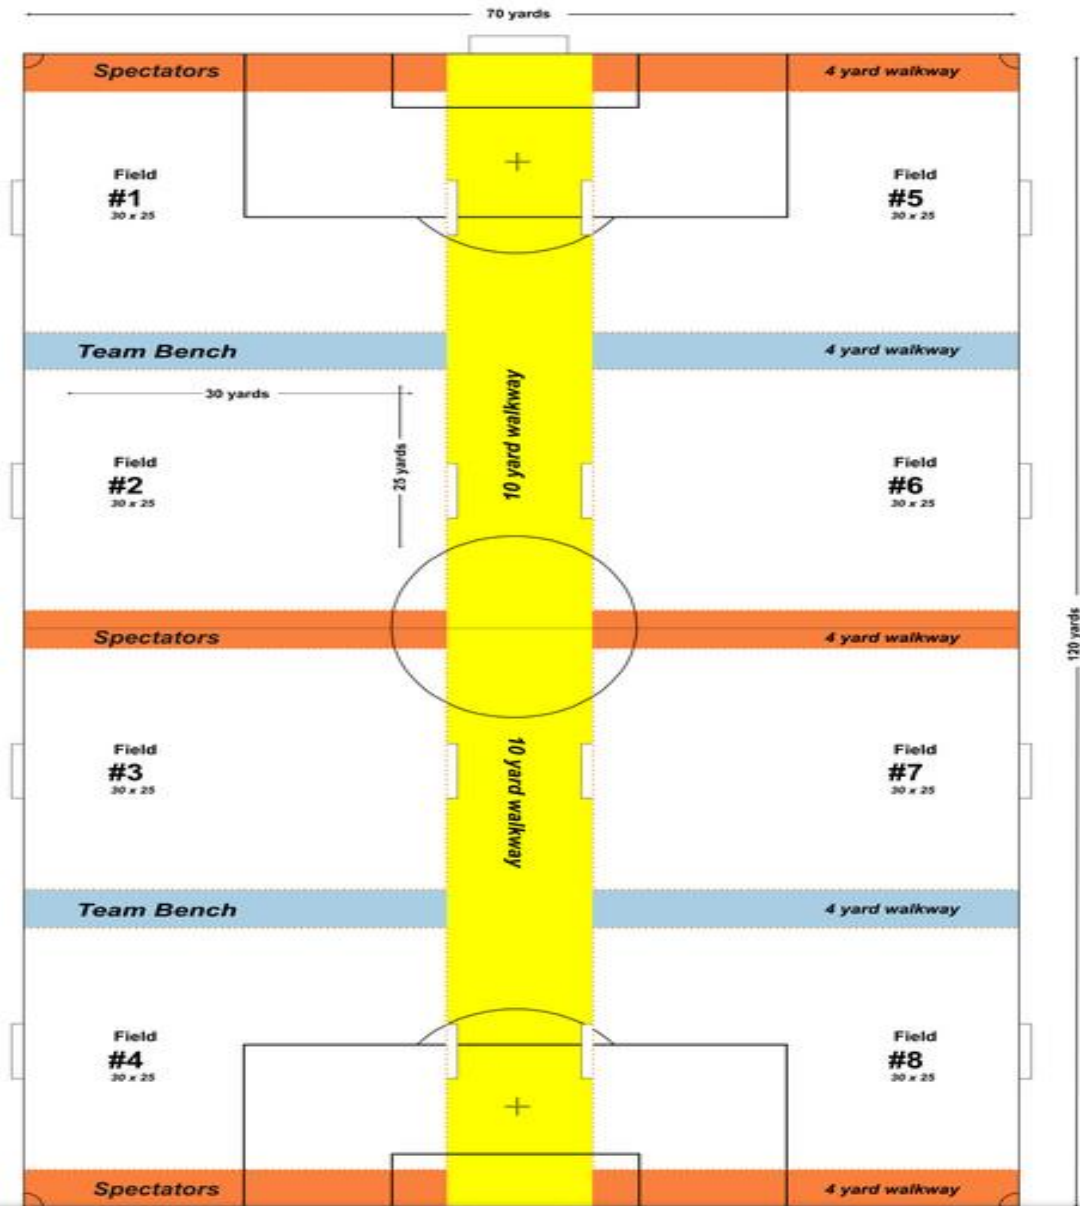 70 yards
Spectators
4 yard walkway
Field
#1
30 x 25
Field
#5
30 x 25
Team Bench
4 yard walkway
30 yards
25 yards
10 yard walkway
Field
#2
30 x 25
Field
#6
30 x 25
Spectators
4 yard walkway
120 yards
Field
#3
30 x 25
10 yard walkway
Field
#7
30 x 25
Team Bench
4 yard walkway
Field
#4
30 x 25
Field
#8
30 x 25
Spectators
4 yard walkway